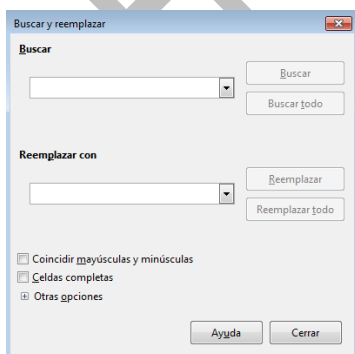 Buscar y reemplazar
Buscar
Buscar
Buscar todo
Reemplazar con
Reemplazar
Reemplazar todo
Coincidir mayúsculas y minúsculas
Celdas completas
Otras opciones
Ayuda
Cerrar